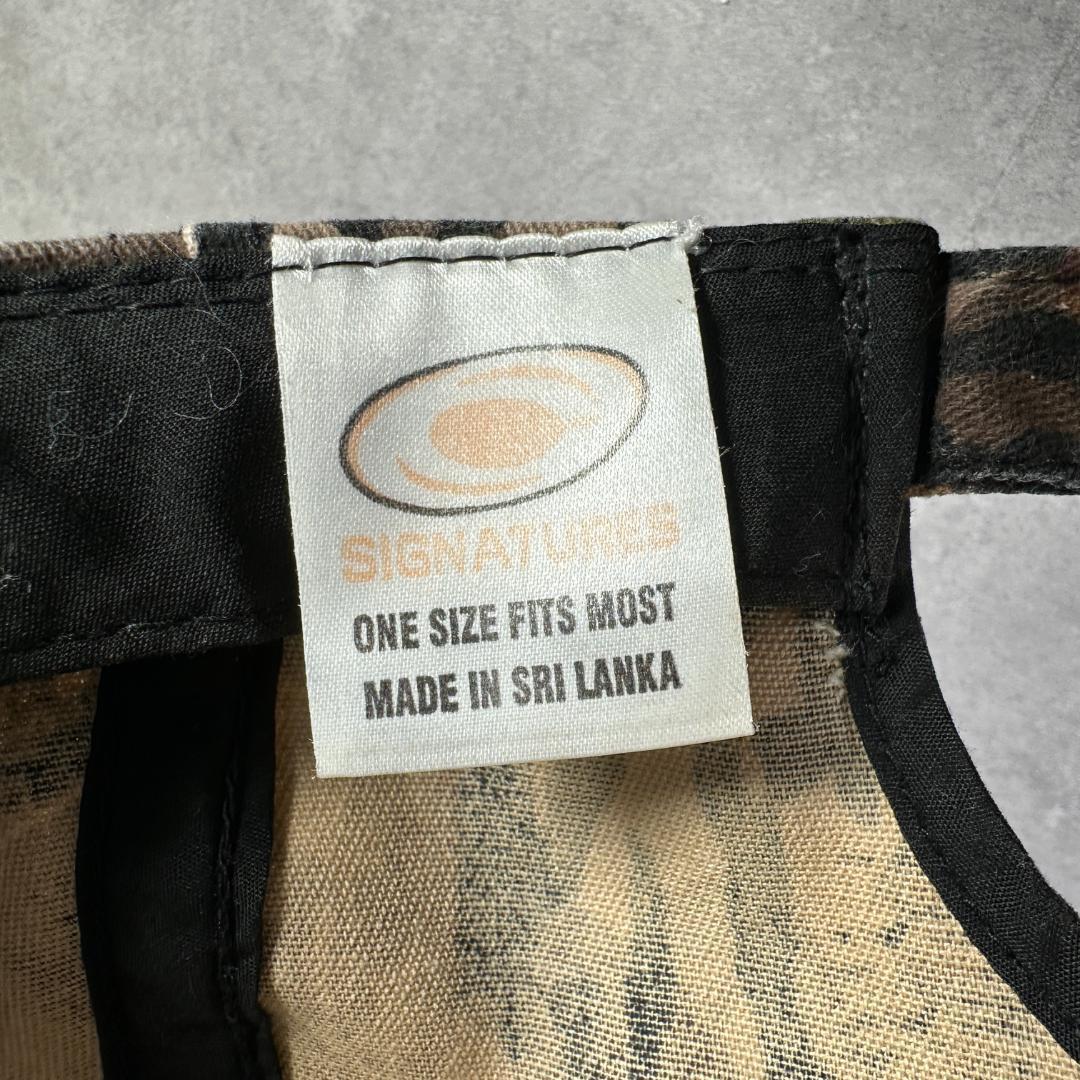 SIGNATURES
ONE SIZE FITS MOST
MADE IN SRI LANKA